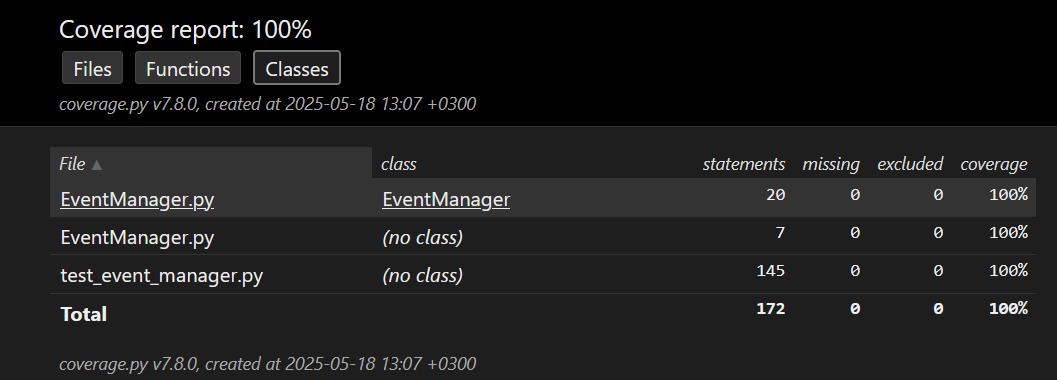 Coverage report: 100%
Files Functions Classes
coverage.py v7.8.0, created at 2025-05-18 13:07 +0300
File ▲ class statements missing excluded coverage
EventManager.py EventManager 20 0 0 100%
EventManager.py (no class) 7 0 0 100%
test_event_manager.py (no class) 145 0 0 100%
Total 172 0 0 100%
coverage.py v7.8.0, created at 2025-05-18 13:07 +0300